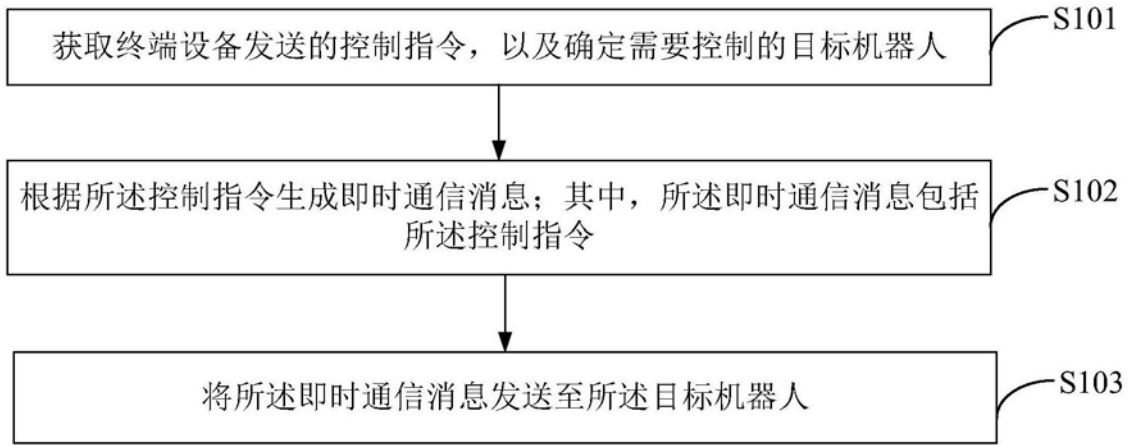 获取终端设备发送的控制指令，以及确定需要控制的目标机器人
S101
根据所述控制指令生成即时通信消息；其中，所述即时通信消息包括
所述控制指令
S102
将所述即时通信消息发送至所述目标机器人
S103